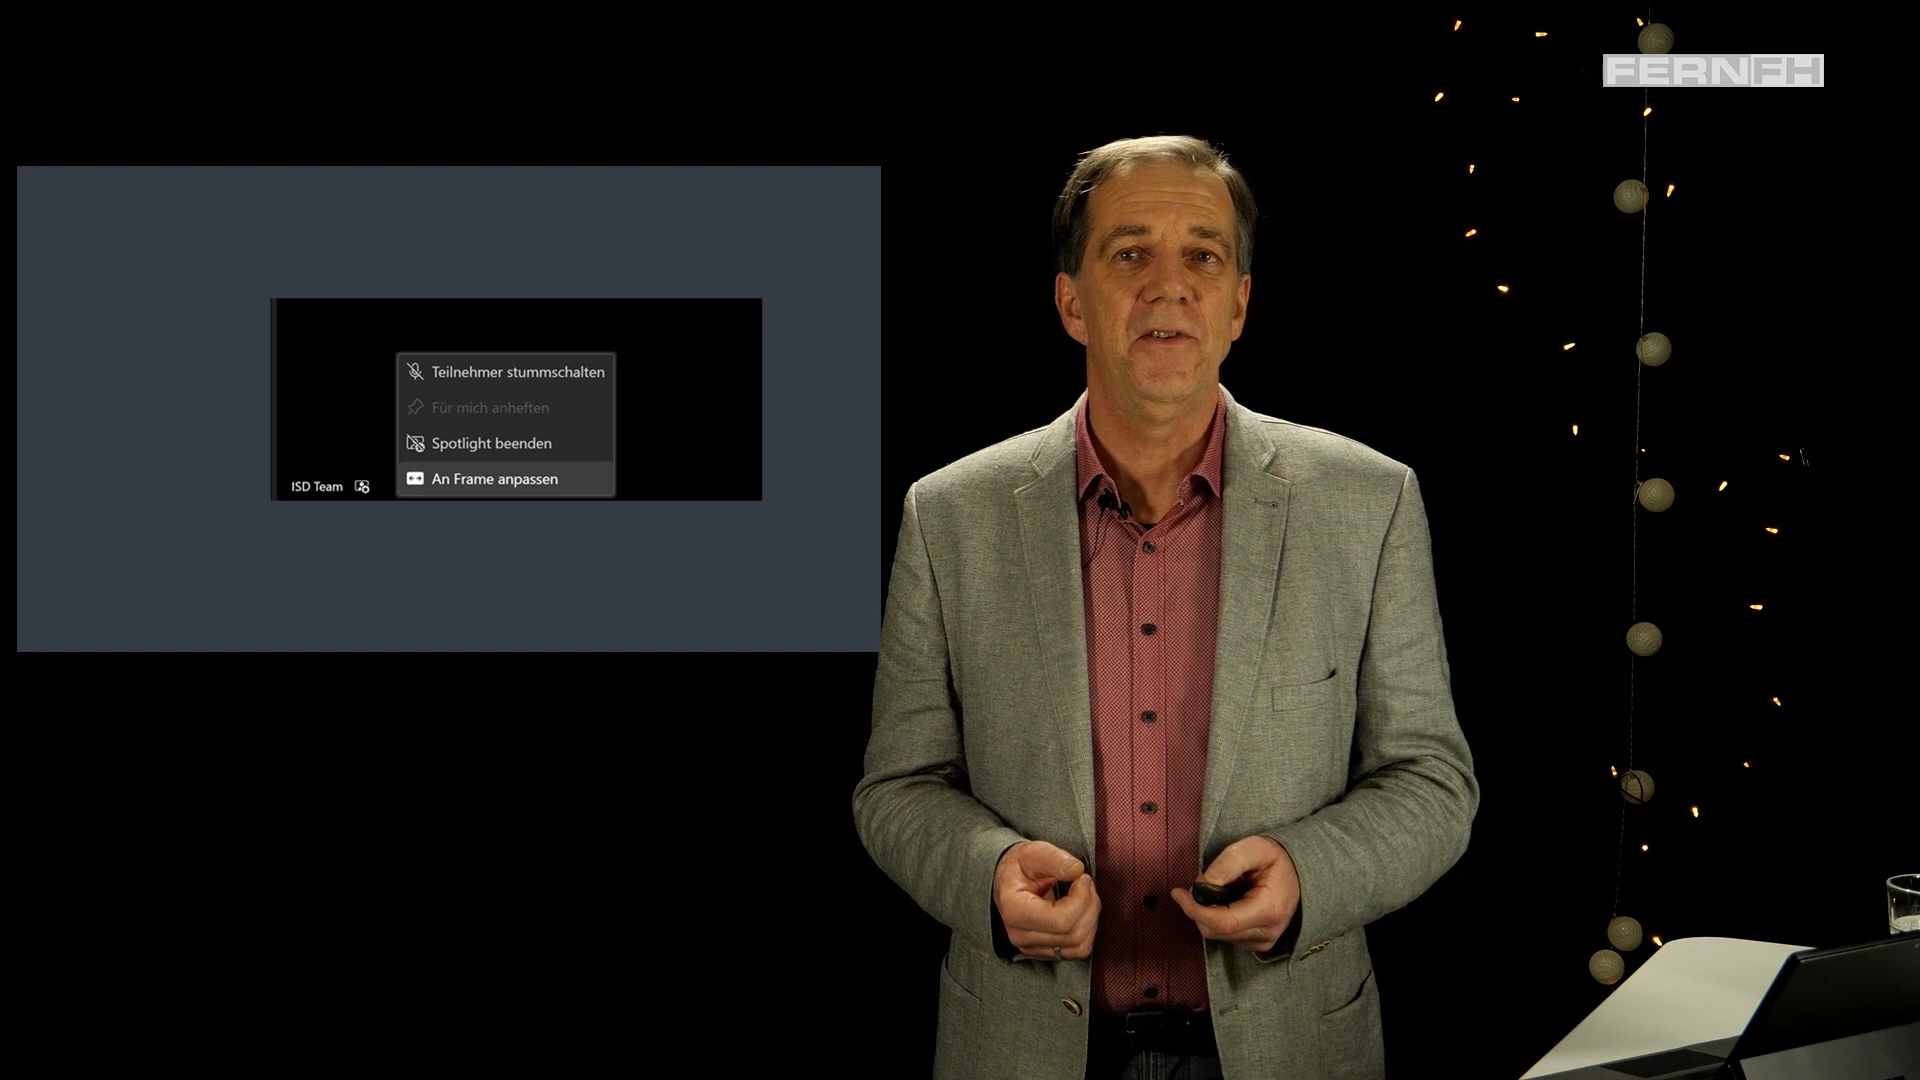 FERNFH
Teilnehmer stummschalten
Für mich anheften
Spotlight beenden
An Frame anpassen
ISD Team